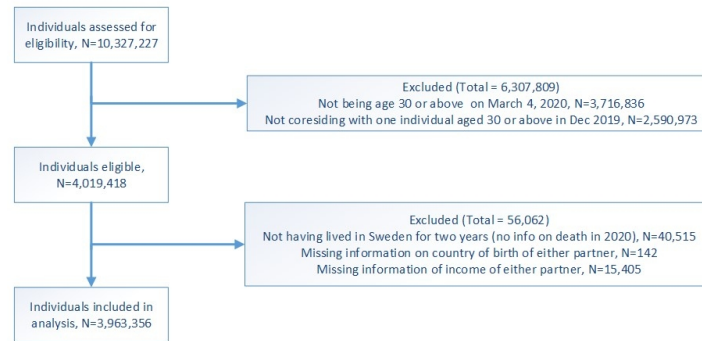 Individuals assessed for
eligibility, N=10,327,227
Excluded (Total = 6,307,809)
Not being age 30 or above on March 4, 2020, N=3,716,836
Not coresiding with one individual aged 30 or above in Dec 2019, N=2,590,973
Individuals eligible,
N=4,019,418
Excluded (Total = 56,062)
Not having lived in Sweden for two years (no info on death in 2020), N=40,515
Missing information on country of birth of either partner, N=142
Missing information of income of either partner, N=15,405
Individuals included in
analysis, N=3,963,356